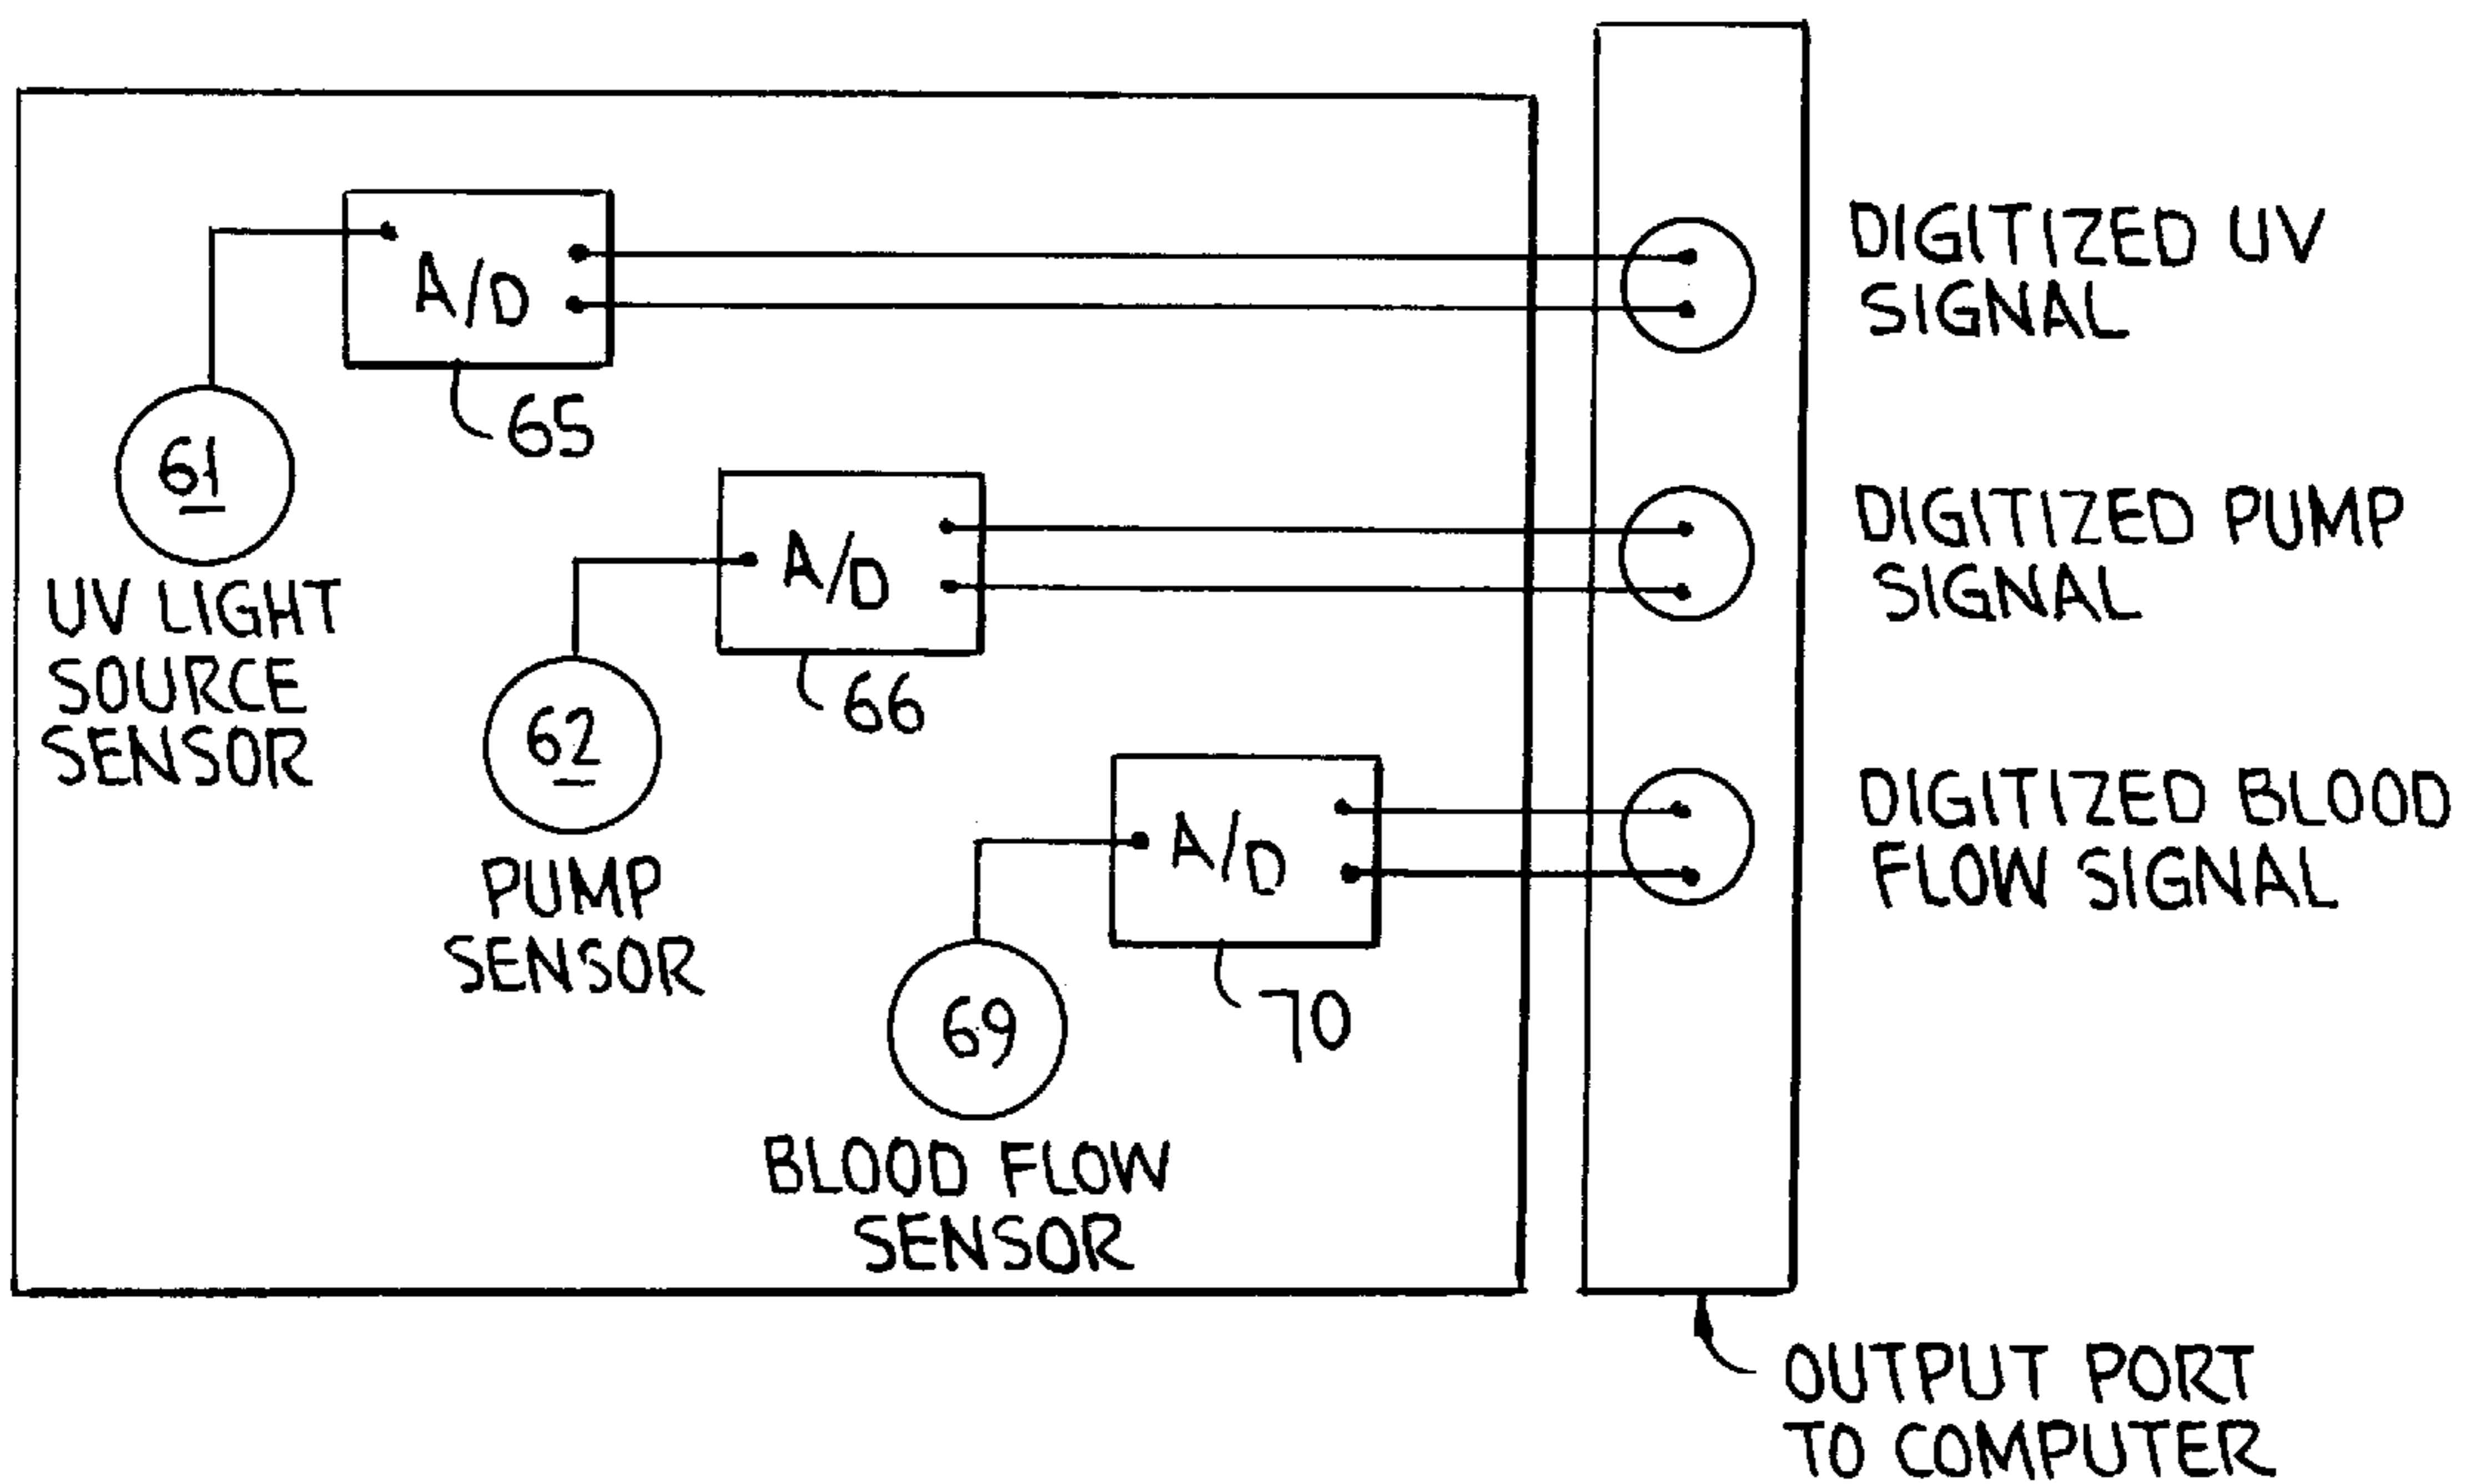 A/D
65
61
UV LIGHT
SOURCE
SENSOR
A/D
66
62
PUMP
SENSOR
A/D
70
69
BLOOD FLOW
SENSOR
DIGITIZED UV
SIGNAL
DIGITIZED PUMP
SIGNAL
DIGITIZED BLOOD
FLOW SIGNAL
OUTPUT PORT
TO COMPUTER